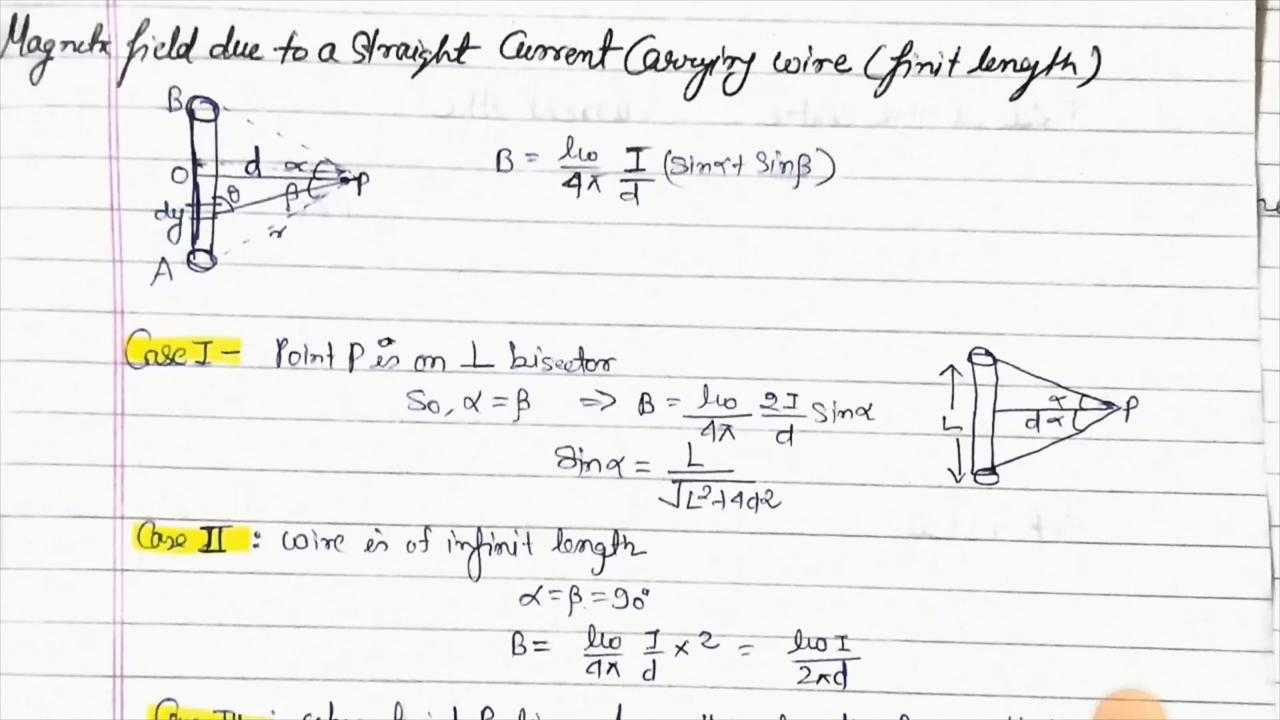 Magnetic field due to a Straight Current Carrying wire (finit length)
B
O d α P
β
θ
dy
r
A
B = μ0/4π I/d (Sinα + Sinβ)
Case I - Point P is on ⊥ bisector
So, α = β ⇒ B = μ0/4π 2I/d Sinα
Sinα = L/√L²+4d²
L d α α P
Case II : wire is of infinit length
α = β = 90°
B = μ0/4π I/d × 2 = μ0 I/2πd